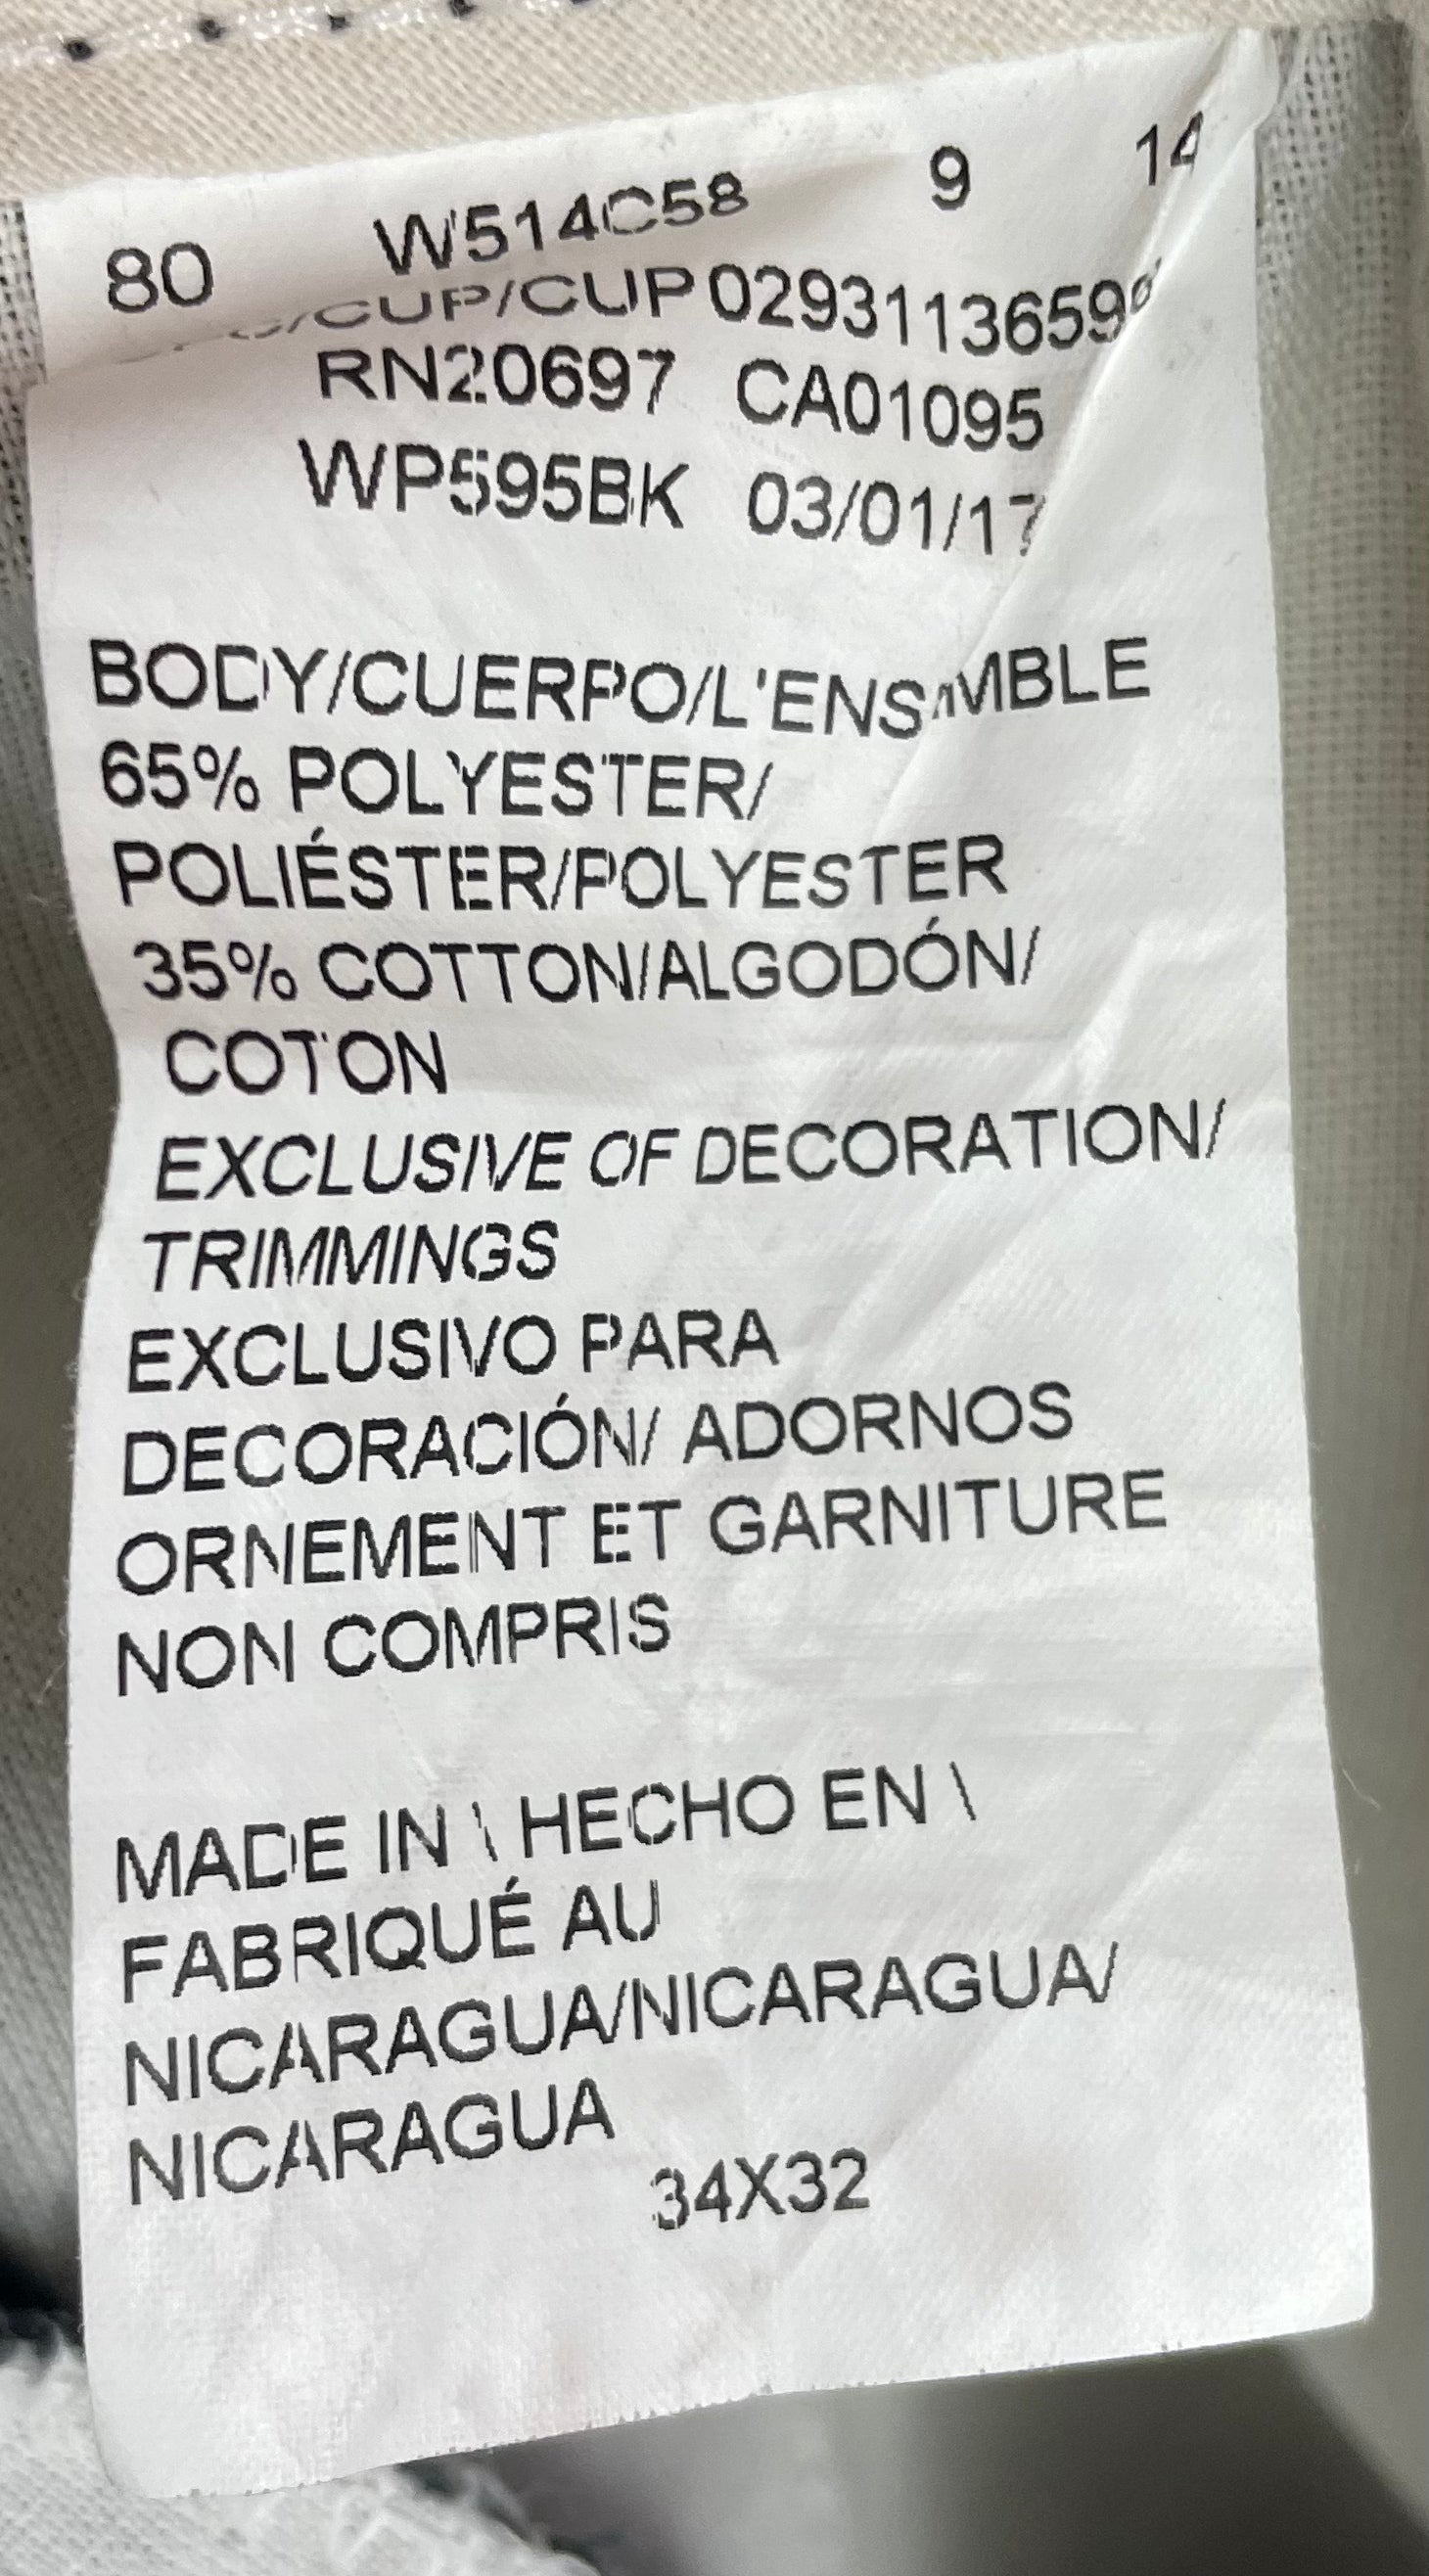 80 W514C58 9 14
/CUP/CUP
RN20697 CA01095
WP595BK 03/01/17
BODY/CUERPO/L'ENSEMBLE
65% POLYESTER/
POLIÉSTER/POLYESTER
35% COTTON/ALGODÓN/
COTON
EXCLUSIVE OF DECORATION/
TRIMMINGS
EXCLUSIVO PARA
DECORACIÓN/ ADORNOS
ORNEMENT ET GARNITURE
NON COMPRIS
MADE IN \ HECHO EN \
FABRIQUÉ AU
NICARAGUA/NICARAGUA/
NICARAGUA
34X32